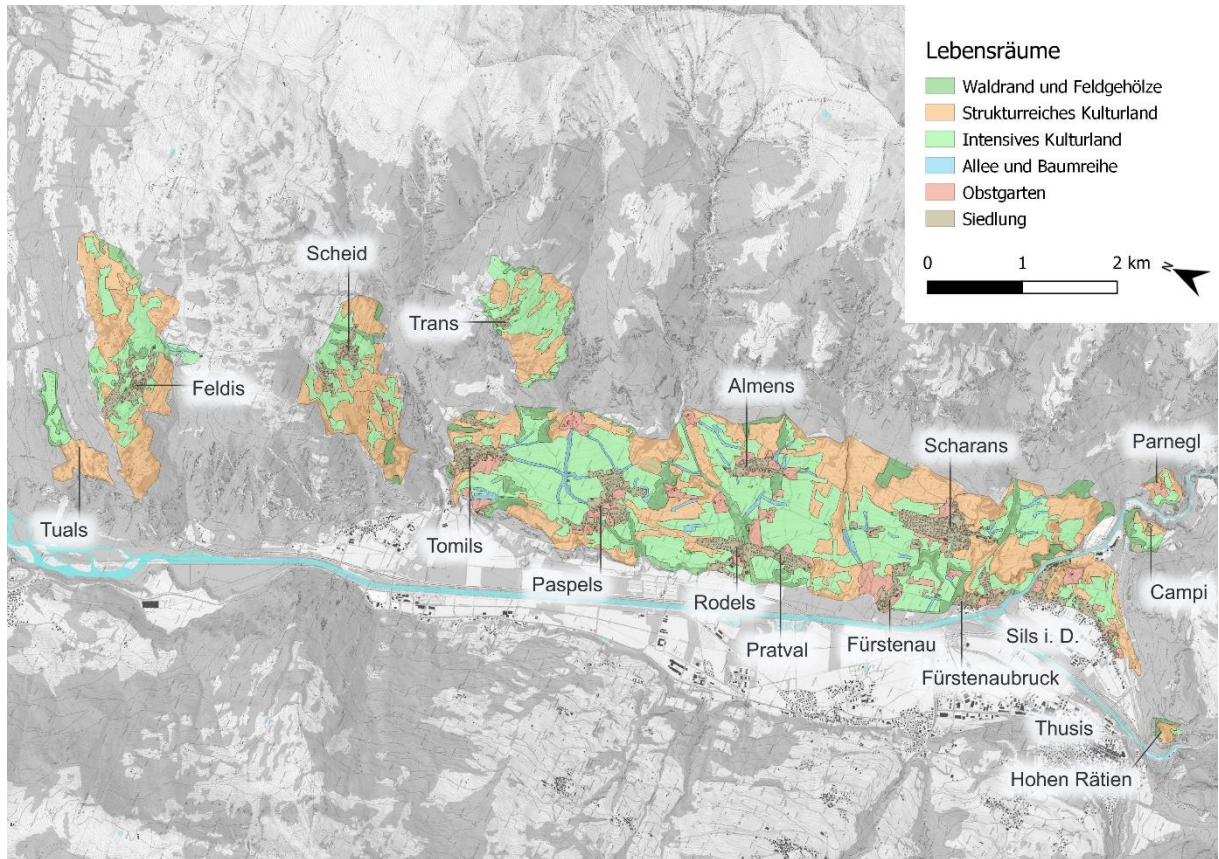 Lebensräume
Waldrand und Feldgehölze
Strukturreiches Kulturland
Intensives Kulturland
Allee und Baumreihe
Obstgarten
Siedlung
0 1 2 km
N
Scheid
Trans
Feldis
Almens
Scharans
Parnegl
Tuals
Tomils
Paspels
Rodels
Campi
Pratval
Fürstenau
Sils i. D.
Fürstenaubruck
Thusis
Hohen Rätien